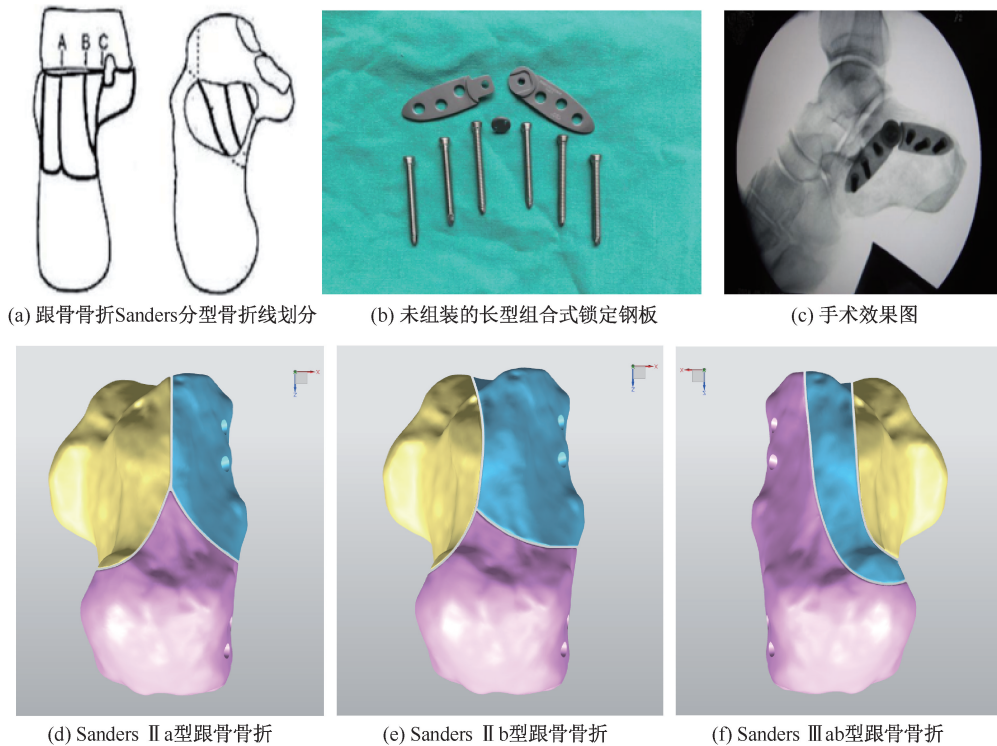 A B C
(a) 跟骨骨折Sanders分型骨折线划分
(b) 未组装的长型组合式锁定钢板
(c) 手术效果图
X
Z
X
Z
X
Z
(d) Sanders Ⅱa型跟骨骨折
(e) Sanders Ⅱb型跟骨骨折
(f) Sanders Ⅲab型跟骨骨折